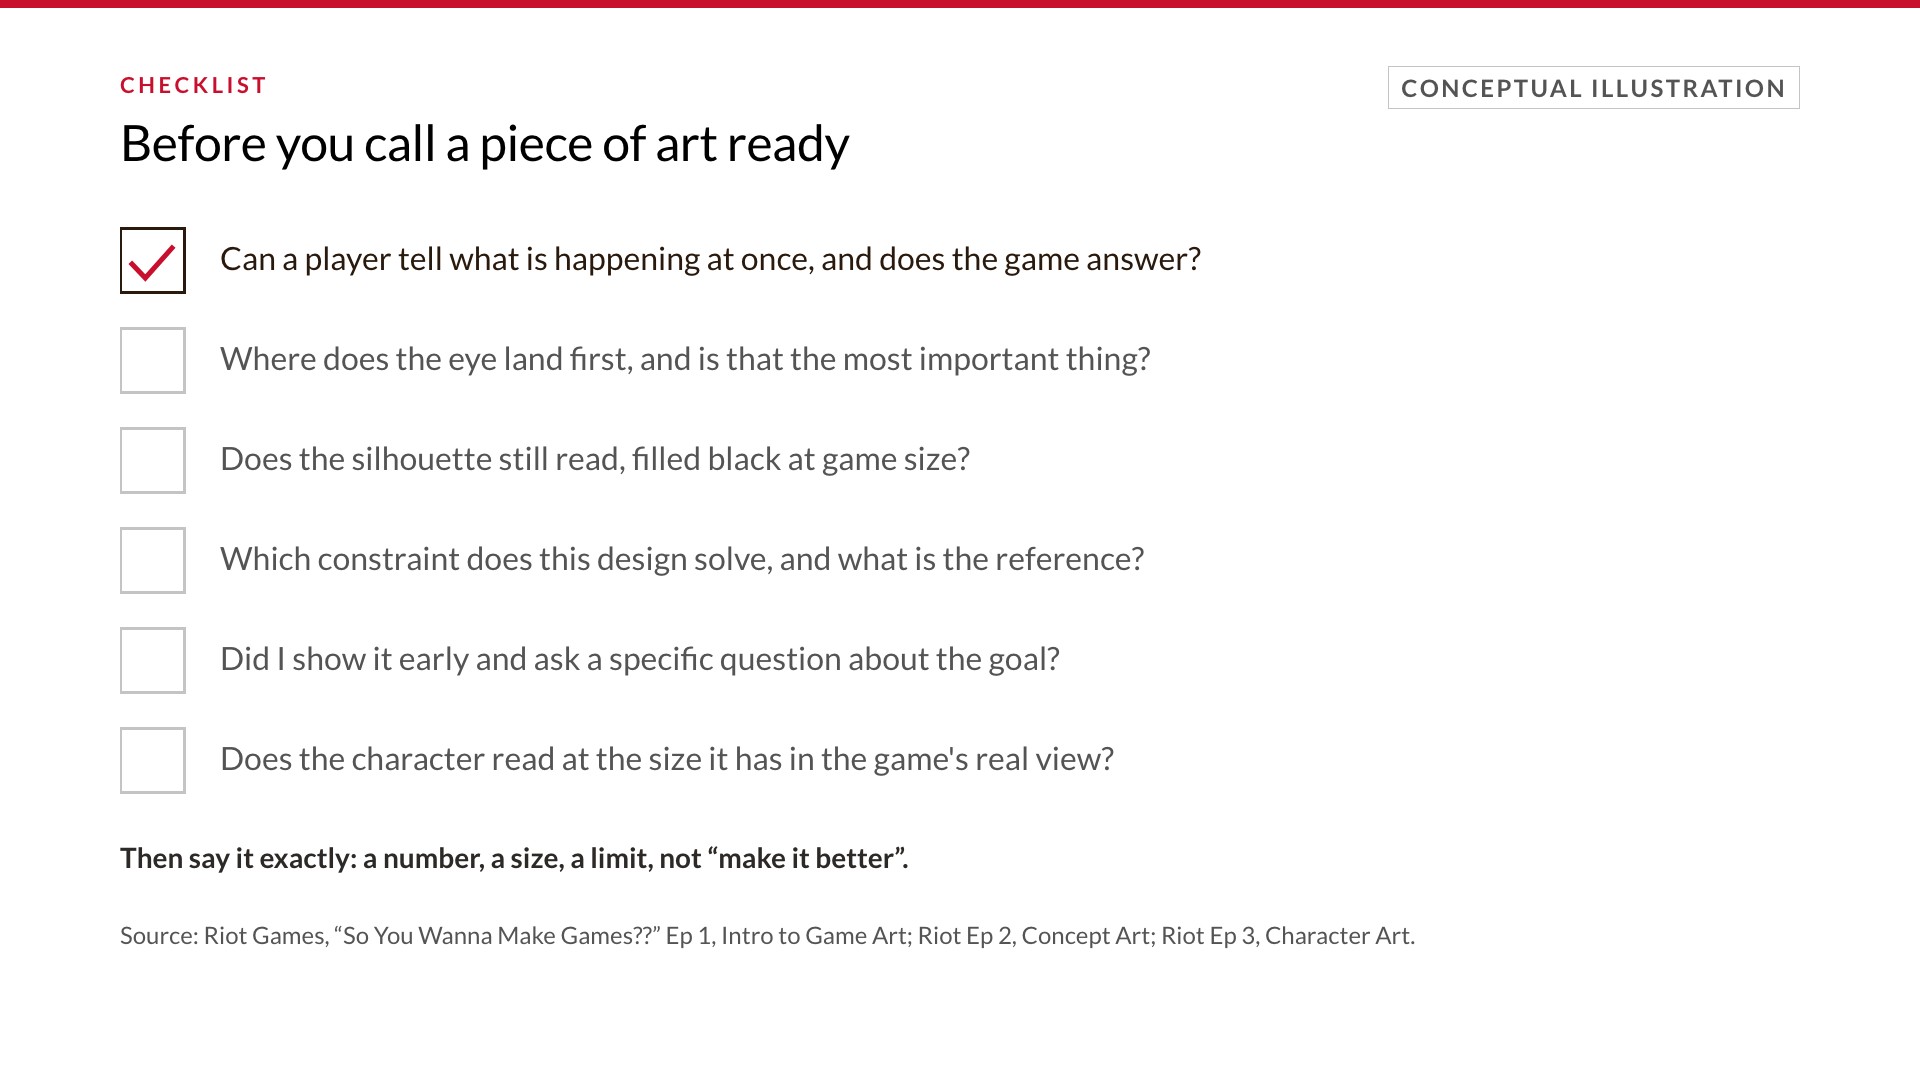 CHECKLIST
CONCEPTUAL ILLUSTRATION
Before you call a piece of art ready
Can a player tell what is happening at once, and does the game answer?
Where does the eye land first, and is that the most important thing?
Does the silhouette still read, filled black at game size?
Which constraint does this design solve, and what is the reference?
Did I show it early and ask a specific question about the goal?
Does the character read at the size it has in the game's real view?
Then say it exactly: a number, a size, a limit, not “make it better”.
Source: Riot Games, “So You Wanna Make Games??” Ep 1, Intro to Game Art; Riot Ep 2, Concept Art; Riot Ep 3, Character Art.